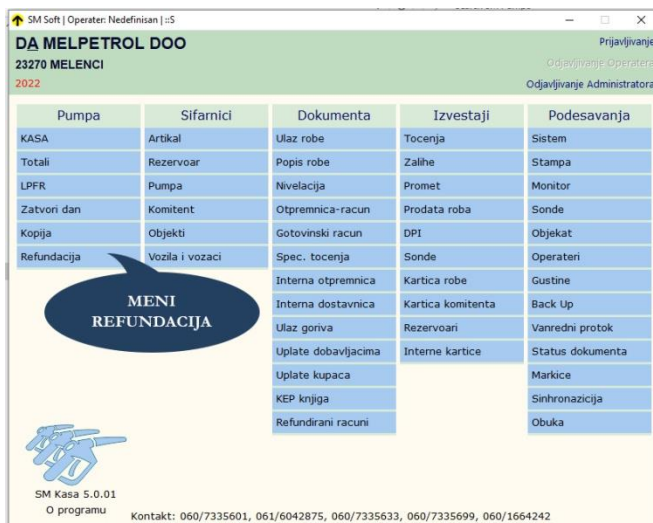 SM Soft | Operater: Nedefinisan | ::S
DA MELPETROL DOO
23270 MELENCI
2022
Prijavljivanje
Odjavljivanje Operatera
Odjavljivanje Administratora
Pumpa Sifarnici Dokumenta Izvestaji Podesavanja
KASA Artikal Ulaz robe Tocenja Sistem
Totali Rezervoar Popis robe Zalihe Stampa
LPFR Pumpa Nivelacija Promet Monitor
Zatvori dan Komitent Otpremnica-racun Prodata roba Sonde
Kopija Objekti Gotovinski racun DPI Objekat
Refundacija Vozila i vozaci Spec. tocenja Sonde Operateri
Interna otpremnica Kartica robe Gustine
Interna dostavnica Kartica komitenta Back Up
Ulaz goriva Rezervoari Vanredni protok
Uplate dobavljacima Interne kartice Status dokumenta
Uplate kupaca Markice
KEP knjiga Sinhronazicija
Refundirani racuni Obuka
MENI
REFUNDACIJA
SM Kasa 5.0.01
O programu
Kontakt: 060/7335601, 061/6042875, 060/7335633, 060/7335699, 060/1664242